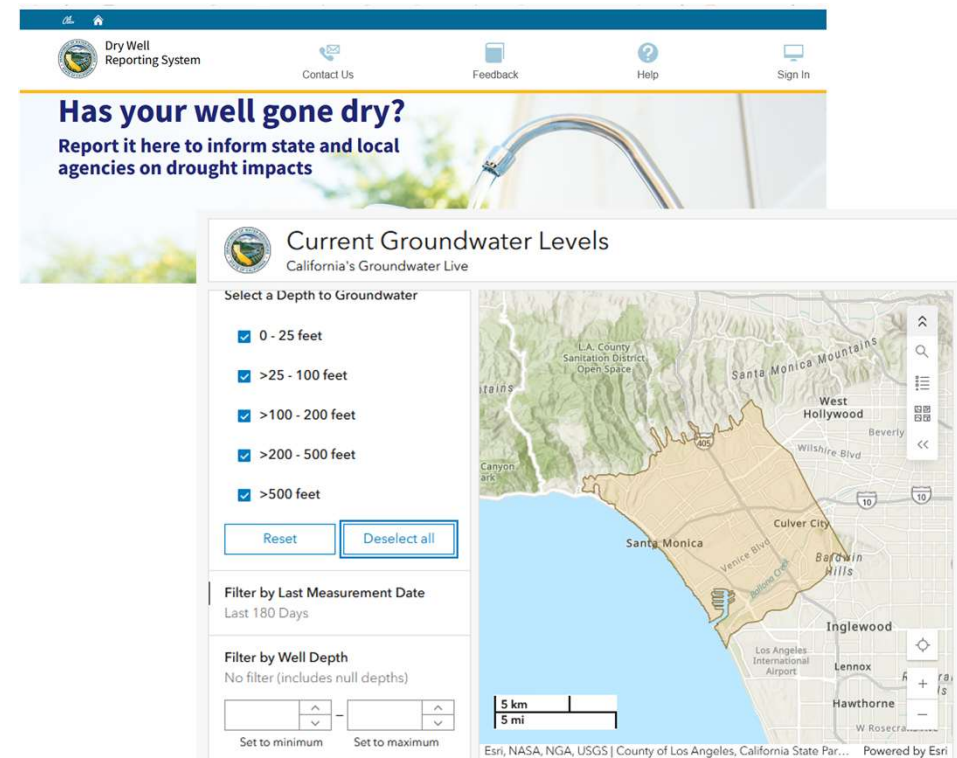 Dry Well
Reporting System
Contact Us
Feedback
Help
Sign In
Has your well gone dry?
Report it here to inform state and local
agencies on drought impacts
Current Groundwater Levels
California's Groundwater Live
Select a Depth to Groundwater
0 - 25 feet
>25 - 100 feet
>100 - 200 feet
>200 - 500 feet
>500 feet
Reset
Deselect all
Filter by Last Measurement Date
Last 180 Days
Filter by Well Depth
No filter (includes null depths)
–
Set to minimum
Set to maximum
L.A. County
Sanitation District
Open Space
Santa Monica Mountains
ntains
West
Hollywood
Beverly
405
Wilshire Blvd
Canyon
ark
10
10
Culver City
Santa Monica
Venice Blvd
Baldwin
Hills
Ballona Creek
Inglewood
Los Angeles
International
Airport
Lennox
Hawthorne
W Rosecra
5 km
5 mi
Esri, NASA, NGA, USGS | County of Los Angeles, California State Par...
Powered by Esri